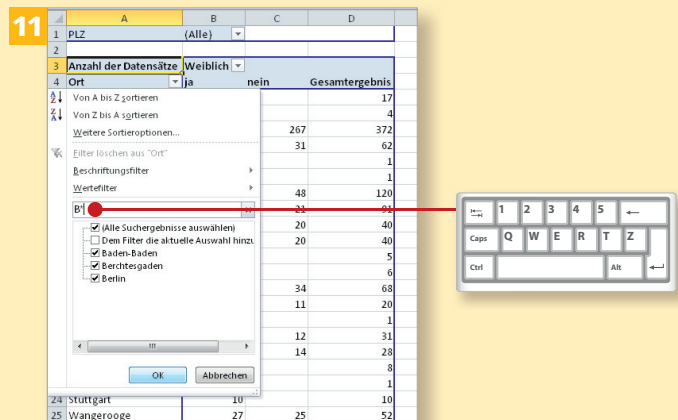 11
A B C D
1 PLZ (Alle)
2
3 Anzahl der Datensätze Weiblich
4 Ort ja nein Gesamtergebnis
Von A bis Z sortieren 17
Von Z bis A sortieren 4
Weitere Sortieroptionen... 267 372
Filter löschen aus "Ort" 31 62
1
Beschriftungsfilter 1
Wertefilter 48 120
B* 21 91
(Alle Suchergebnisse auswählen) 20 40
Dem Filter die aktuelle Auswahl hinzu 20 40
Baden-Baden 5
Berchtesgaden 6
Berlin 34 68
11 20
1
12 31
14 28
8
OK Abbrechen 1
24 Stuttgart 10 10
25 Wangerooge 27 25 52
1 2 3 4 5
Caps Q W E R T Z
Ctrl Alt